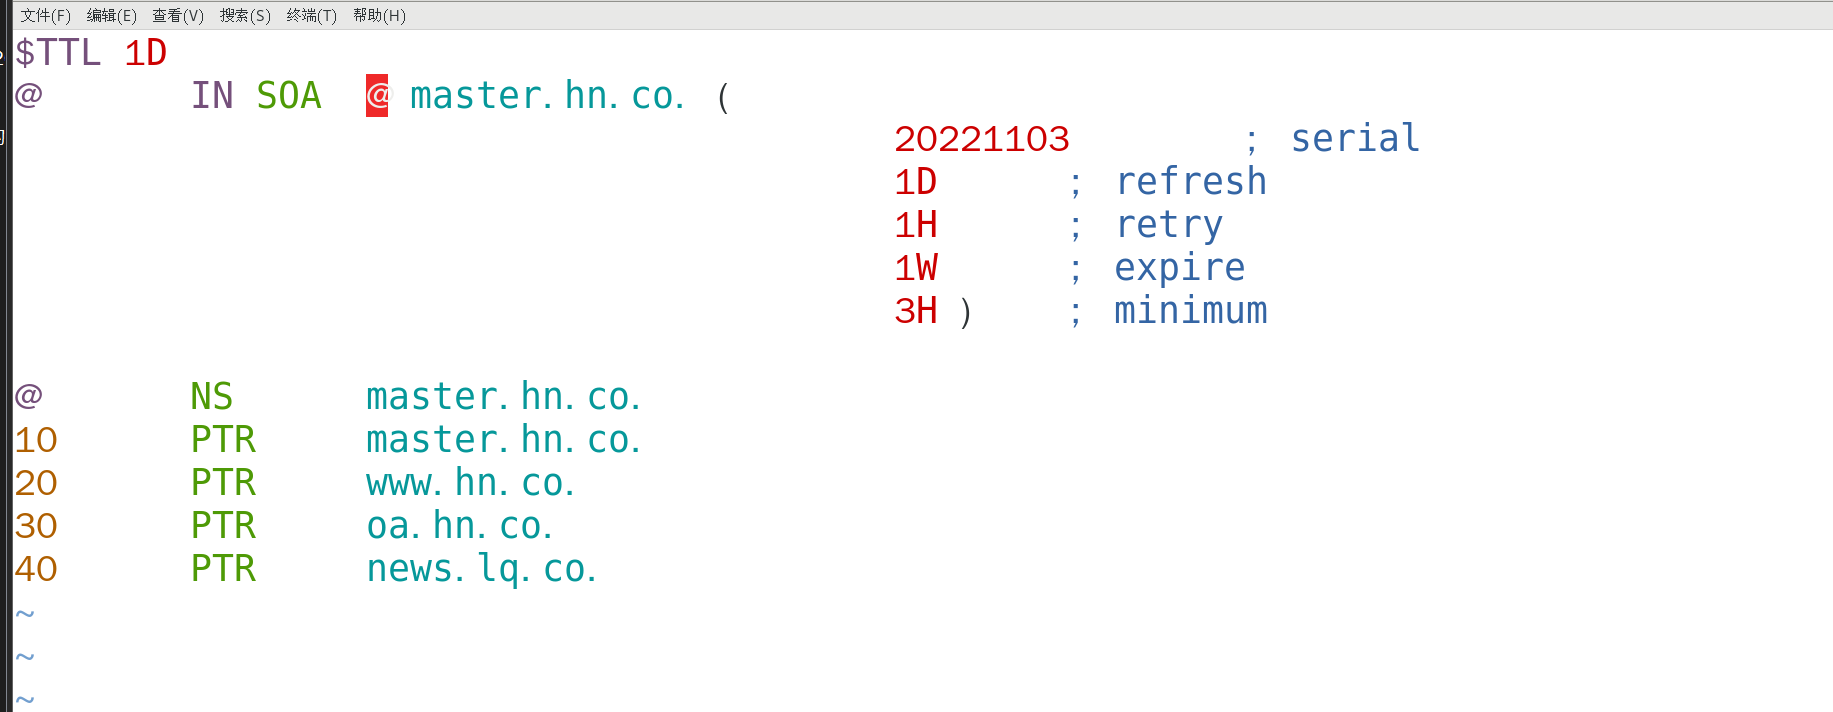 文件(F) 编辑(E) 查看(V) 搜索(S) 终端(T) 帮助(H)
$TTL 1D
@ IN SOA @ master.hn.co. (
20221103 ; serial
1D ; refresh
1H ; retry
1W ; expire
3H ) ; minimum
@ NS master.hn.co.
10 PTR master.hn.co.
20 PTR www.hn.co.
30 PTR oa.hn.co.
40 PTR news.lq.co.
~
~
~